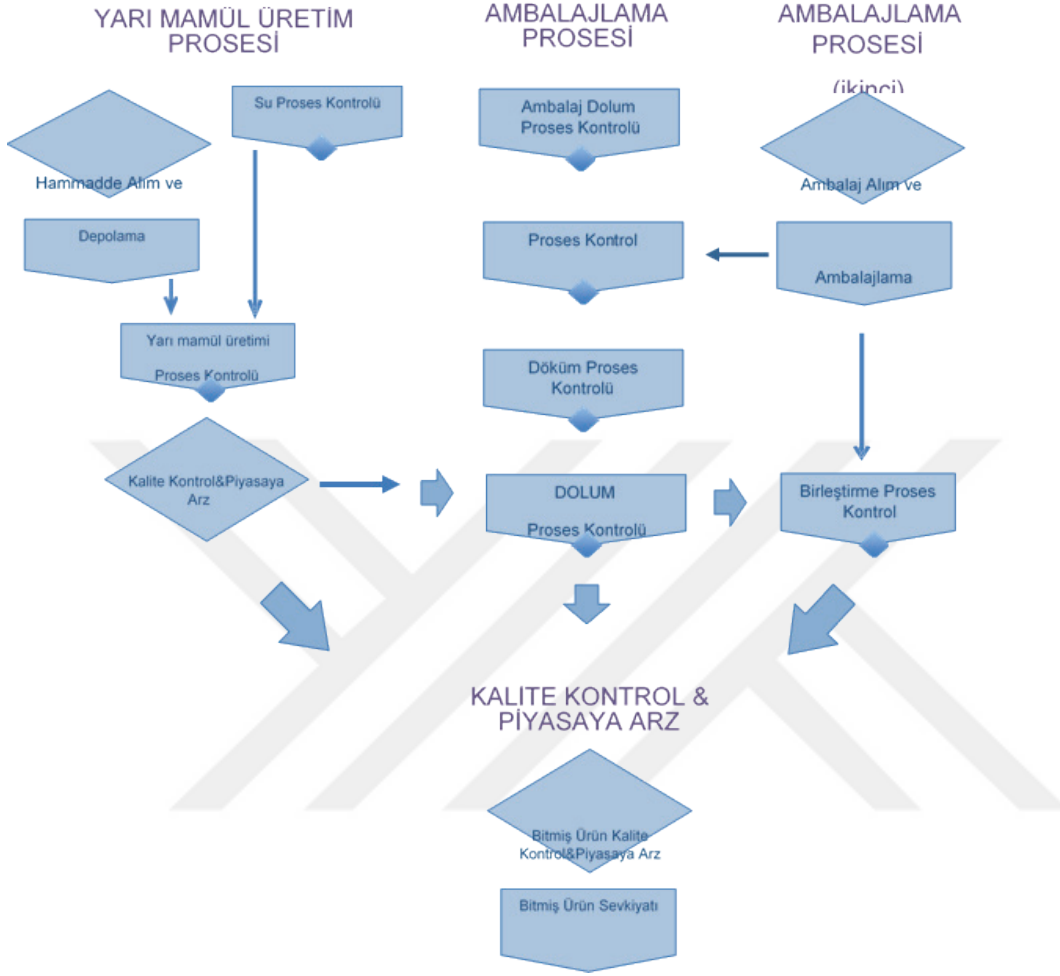 YARI MAMÜL ÜRETİM
PROSESİ
Su Proses Kontrolü
Hammadde Alım ve
Depolama
Yarı mamül üretimi
Proses Kontrolü
Kalite Kontrol&Piyasaya
Arz
AMBALAJLAMA
PROSESİ
Ambalaj Dolum
Proses Kontrolü
Proses Kontrol
Döküm Proses
Kontrolü
DOLUM
Proses Kontrolü
AMBALAJLAMA
PROSESİ
(ikinci)
Ambalaj Alım ve
Ambalajlama
Birleştirme Proses
Kontrol
KALITE KONTROL &
PİYASAYA ARZ
Bitmiş Ürün Kalite
Kontrol&Piyasaya Arz
Bitmiş Ürün Sevkiyatı